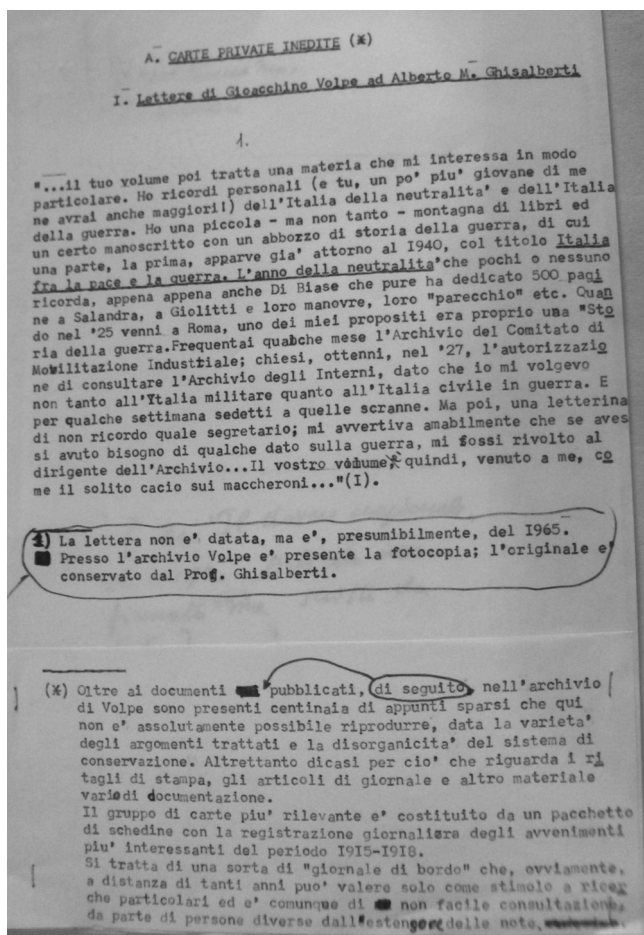 A. CARTE PRIVATE INEDITE (*)
I. Lettere di Gioacchino Volpe ad Alberto M. Ghisalberti
1.
"...il tuo volume poi tratta una materia che mi interessa in modo
particolare. Ho ricordi personali (e tu, un po' piu' giovane di me
ne avrai anche maggiori!) dell'Italia della neutralita' e dell'Italia
della guerra. Ho una piccola - ma non tanto - montagna di libri ed
un certo manoscritto con un abbozzo di storia della guerra, di cui
una parte, la prima, apparve gia' attorno al I940, col titolo Italia
fra la pace e la guerra. L'anno della neutralita'che pochi o nessuno
ricorda, appena appena anche Di Biase che pure ha dedicato 500 pagi
ne a Salandra, a Giolitti e loro manovre, loro "parecchio" etc. Quan
do nel '25 venni a Roma, uno dei miei propositi era proprio una "Sto
ria della guerra.Frequentai qualche mese l'Archivio del Comitato di
Mobilitazione Industriale; chiesi, ottenni, nel '27, l'autorizzazio
ne di consultare l'Archivio degli Interni, dato che io mi volgevo
non tanto all'Italia militare quanto all'Italia civile in guerra. E
per qualche settimana sedetti a quelle scranne. Ma poi, una letterina
di non ricordo quale segretario; mi avvertiva amabilmente che se aves
si avuto bisogno di qualche dato sulla guerra, mi fossi rivolto al
dirigente dell'Archivio...Il vostro volume, quindi, venuto a me, co
me il solito cacio sui maccheroni..."(I).
1) La lettera non e' datata, ma e', presumibilmente, del I965.
Presso l'archivio Volpe e' presente la fotocopia; l'originale e'
conservato dal Prof. Ghisalberti.
(*) Oltre ai documenti pubblicati, di seguito, nell'archivio
di Volpe sono presenti centinaia di appunti sparsi che qui
non e' assolutamente possibile riprodurre, data la varieta'
degli argomenti trattati e la disorganicita' del sistema di
conservazione. Altrettanto dicasi per cio' che riguarda i ri
tagli di stampa, gli articoli di giornale e altro materiale
variodi documentazione.
Il gruppo di carte piu' rilevante e' costituito da un pacchetto
di schedine con la registrazione giornaliera degli avvenimenti
piu' interessanti del periodo I9I5-I9I8.
Si tratta di una sorta di "giornale di bordo" che, ovviamente,
a distanza di tanti anni puo' valere solo come stimolo a ricer
che particolari ed e' comunque di non facile consultazione,
da parte di persone diverse dall'estensore delle note.